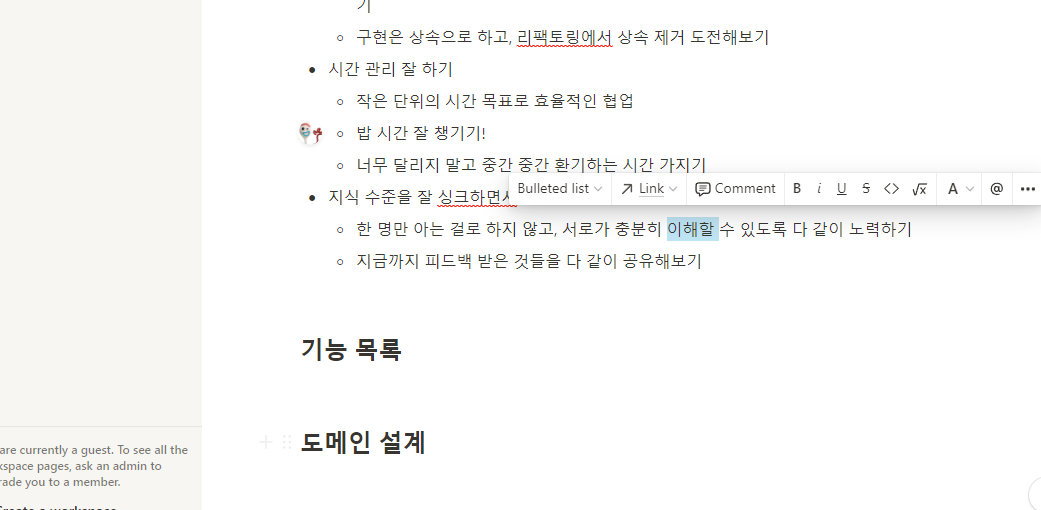 기
구현은 상속으로 하고, 리팩토링에서 상속 제거 도전해보기
시간 관리 잘 하기
작은 단위의 시간 목표로 효율적인 협업
밥 시간 잘 챙기기!
너무 달리지 말고 중간 중간 환기하는 시간 가지기
Bulleted list Link Comment B i U S <> √x A @ •••
지식 수준을 잘 싱크하면서
한 명만 아는 걸로 하지 않고, 서로가 충분히 이해할 수 있도록 다 같이 노력하기
지금까지 피드백 받은 것들을 다 같이 공유해보기
기능 목록
도메인 설계
are currently a guest. To see all the
kspace pages, ask an admin to
rade you to a member.
Create a workspace